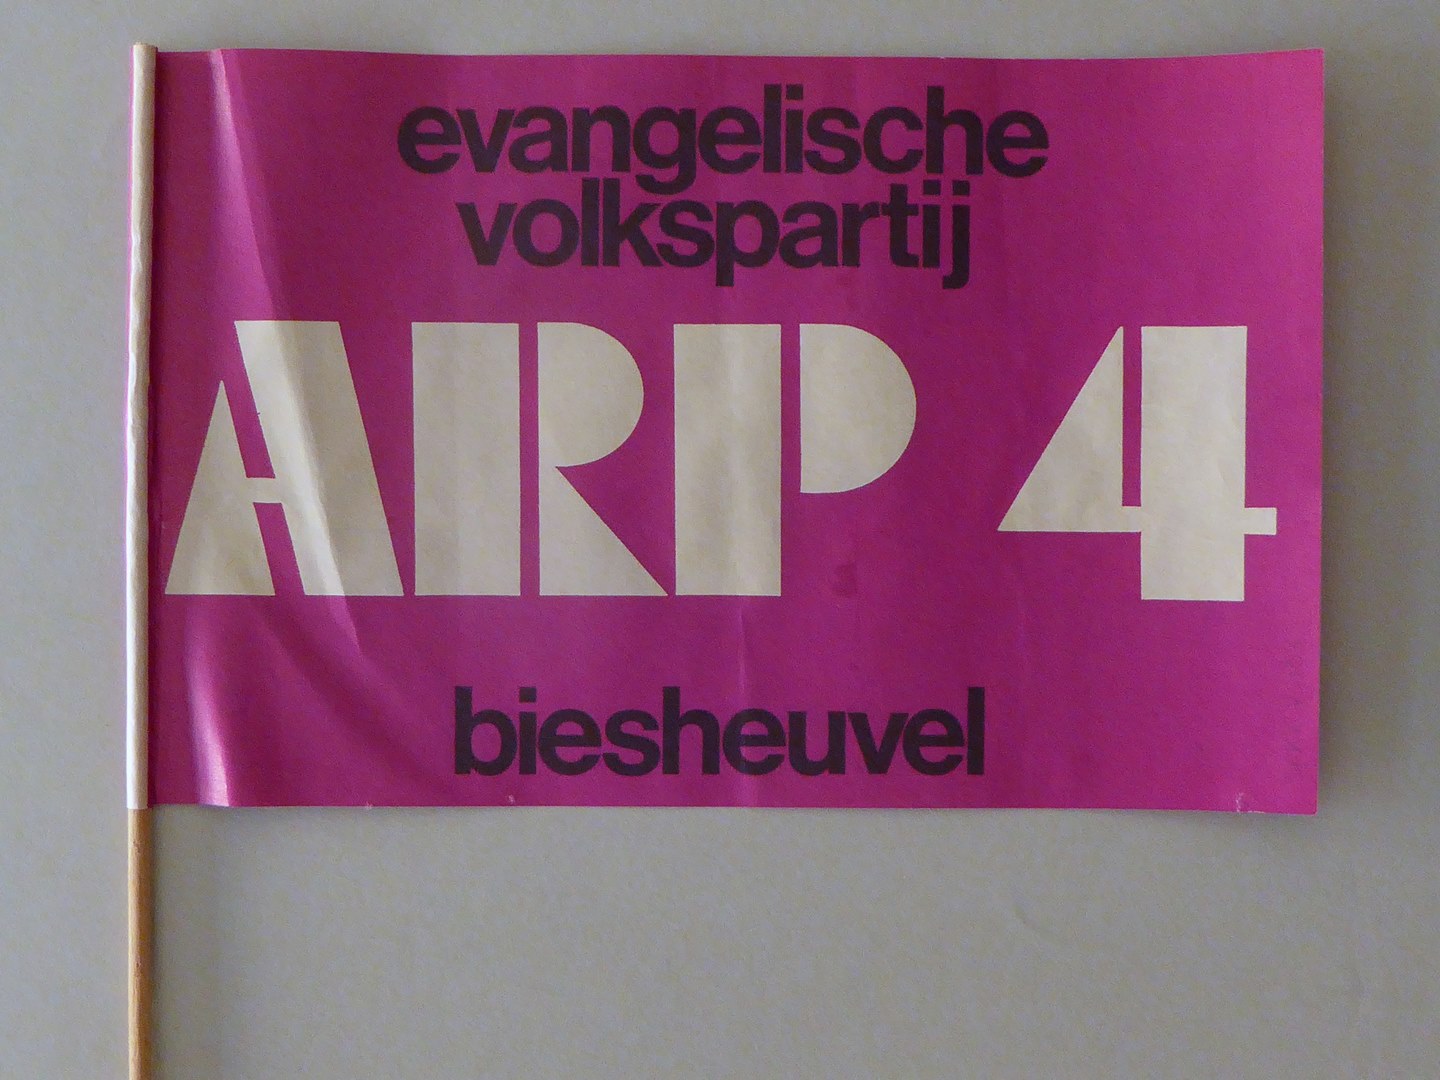 evangelische
volkspartij
ARP 4
biesheuvel